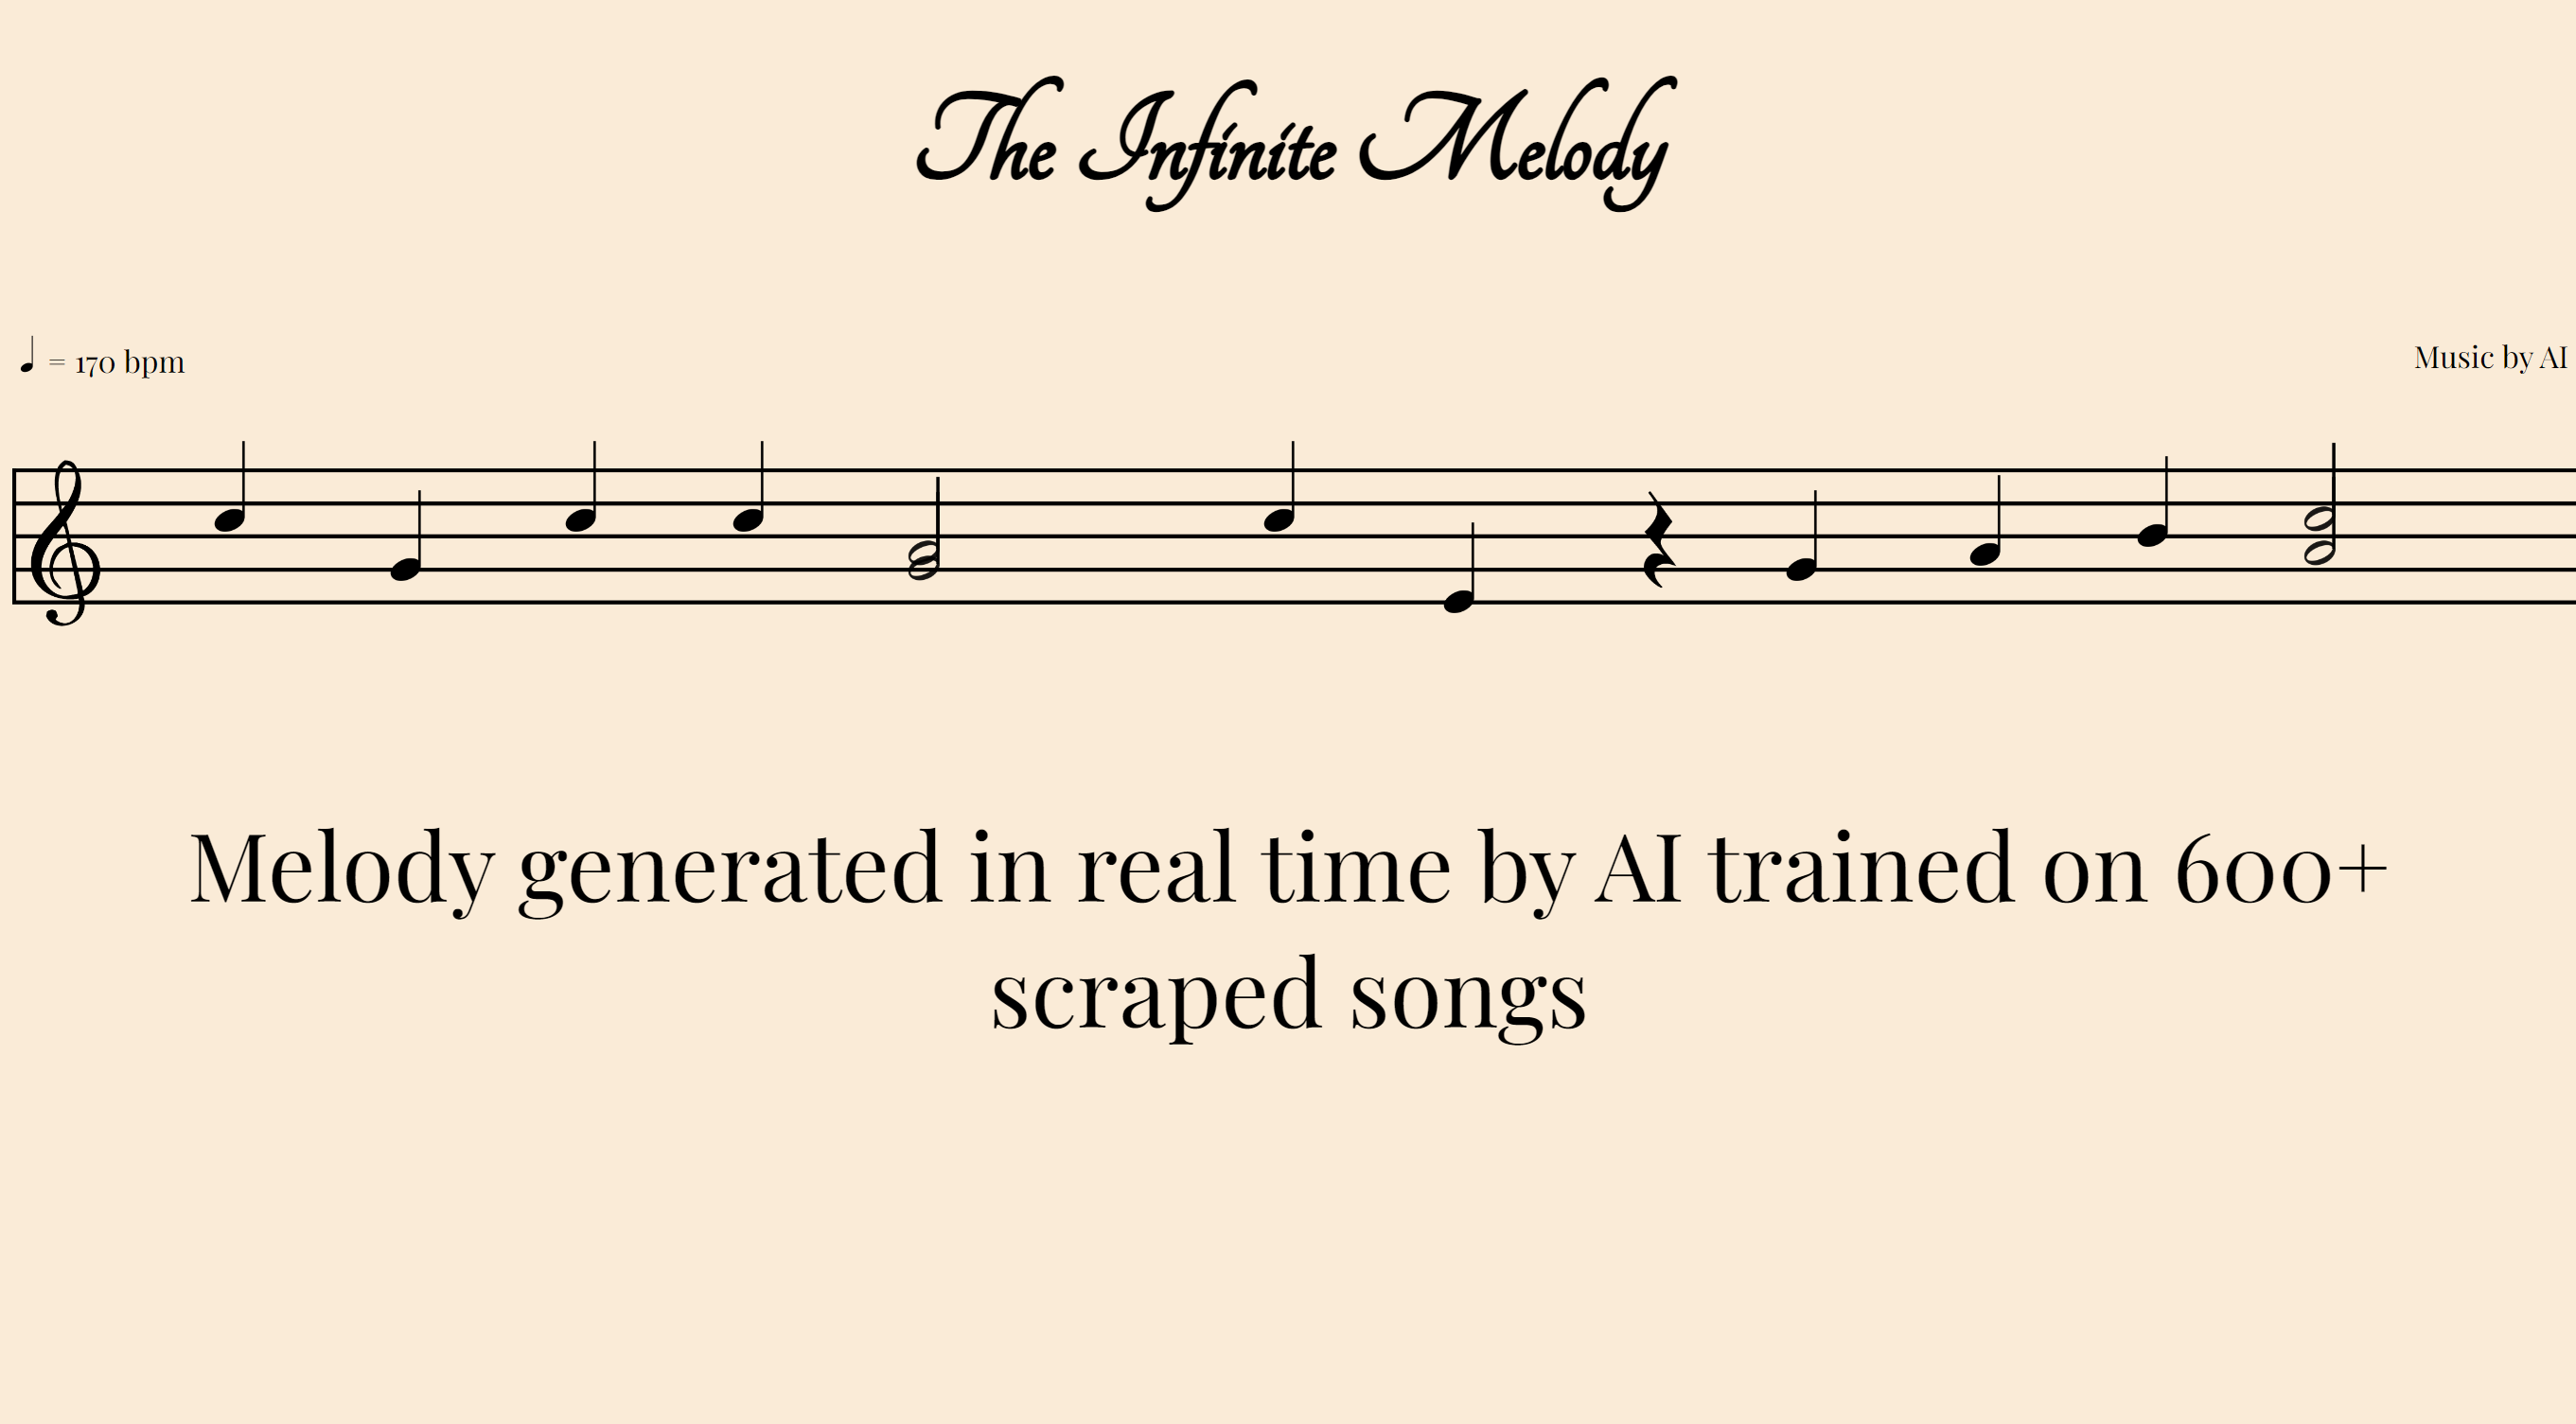 The Infinite Melody
= 170 bpm
Music by AI
Melody generated in real time by AI trained on 600+
scraped songs